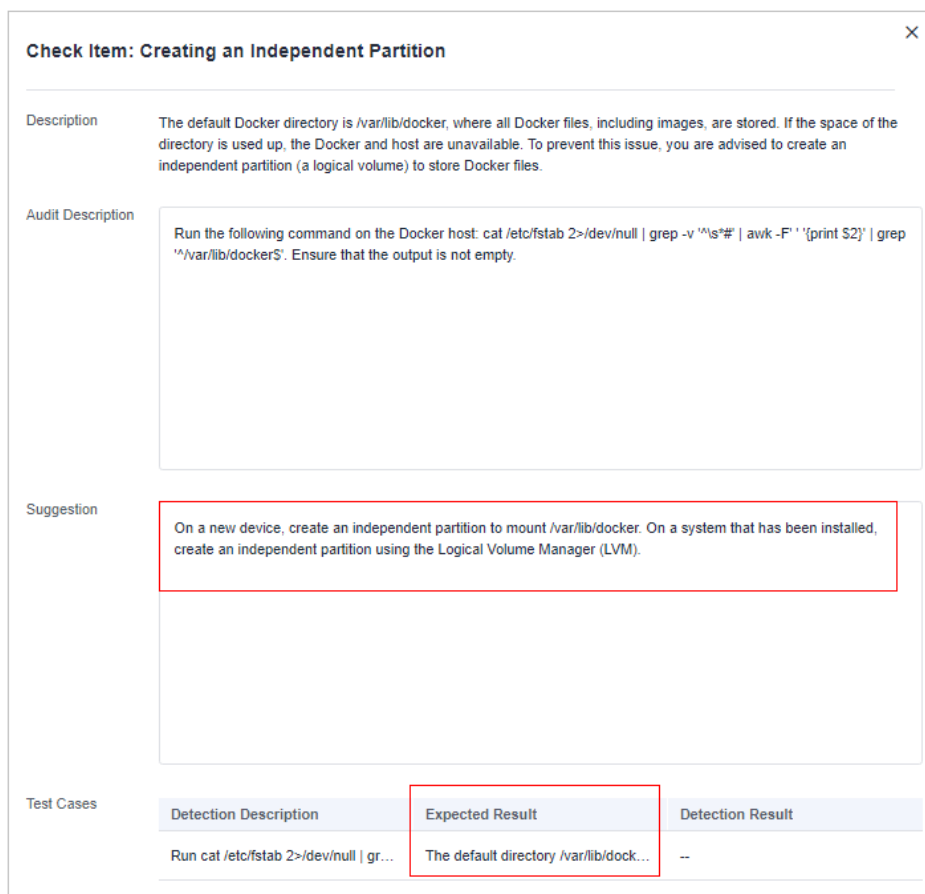 Check Item: Creating an Independent Partition
Description
The default Docker directory is /var/lib/docker, where all Docker files, including images, are stored. If the space of the
directory is used up, the Docker and host are unavailable. To prevent this issue, you are advised to create an
independent partition (a logical volume) to store Docker files.
Audit Description
Run the following command on the Docker host: cat /etc/fstab 2>/dev/null | grep -v '^\s*#' | awk -F' ' '{print $2}' | grep
'^/var/lib/docker$'. Ensure that the output is not empty.
Suggestion
On a new device, create an independent partition to mount /var/lib/docker. On a system that has been installed,
create an independent partition using the Logical Volume Manager (LVM).
Test Cases
Detection Description Expected Result Detection Result
Run cat /etc/fstab 2>/dev/null | gr... The default directory /var/lib/dock... --